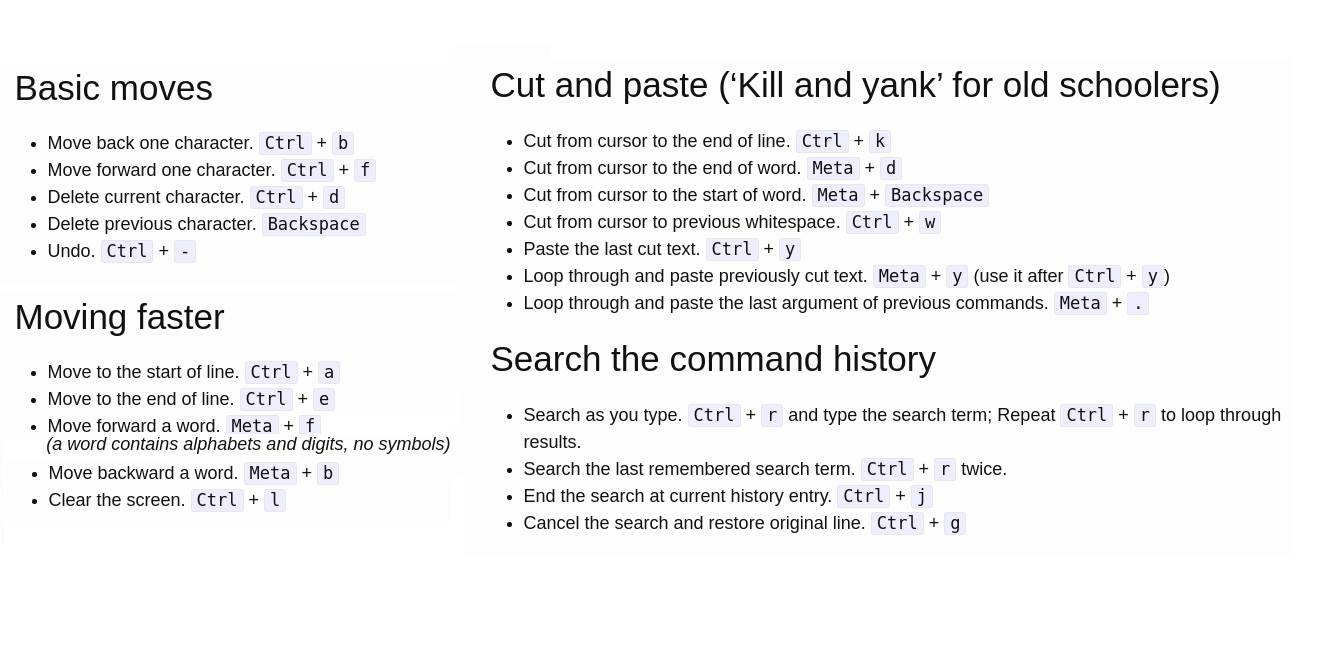 Basic moves
Move back one character. Ctrl + b
Move forward one character. Ctrl + f
Delete current character. Ctrl + d
Delete previous character. Backspace
Undo. Ctrl + -
Moving faster
Move to the start of line. Ctrl + a
Move to the end of line. Ctrl + e
Move forward a word. Meta + f
(a word contains alphabets and digits, no symbols)
Move backward a word. Meta + b
Clear the screen. Ctrl + l
Cut and paste (‘Kill and yank’ for old schoolers)
Cut from cursor to the end of line. Ctrl + k
Cut from cursor to the end of word. Meta + d
Cut from cursor to the start of word. Meta + Backspace
Cut from cursor to previous whitespace. Ctrl + w
Paste the last cut text. Ctrl + y
Loop through and paste previously cut text. Meta + y (use it after Ctrl + y )
Loop through and paste the last argument of previous commands. Meta + .
Search the command history
Search as you type. Ctrl + r and type the search term; Repeat Ctrl + r to loop through
results.
Search the last remembered search term. Ctrl + r twice.
End the search at current history entry. Ctrl + j
Cancel the search and restore original line. Ctrl + g